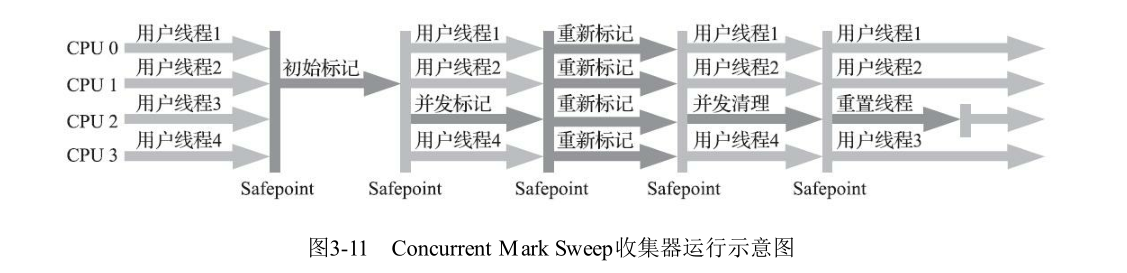 用户线程1 重新标记 用户线程1 用户线程1 用户线程1
CPU 0
用户线程2 初始标记 用户线程2 重新标记 用户线程2 用户线程2
CPU 1
用户线程3 并发标记 重新标记 并发清理 重置线程
CPU 2
用户线程4 用户线程4 重新标记 用户线程4 用户线程3
CPU 3
Safepoint Safepoint Safepoint Safepoint Safepoint
图3-11 Concurrent Mark Sweep收集器运行示意图